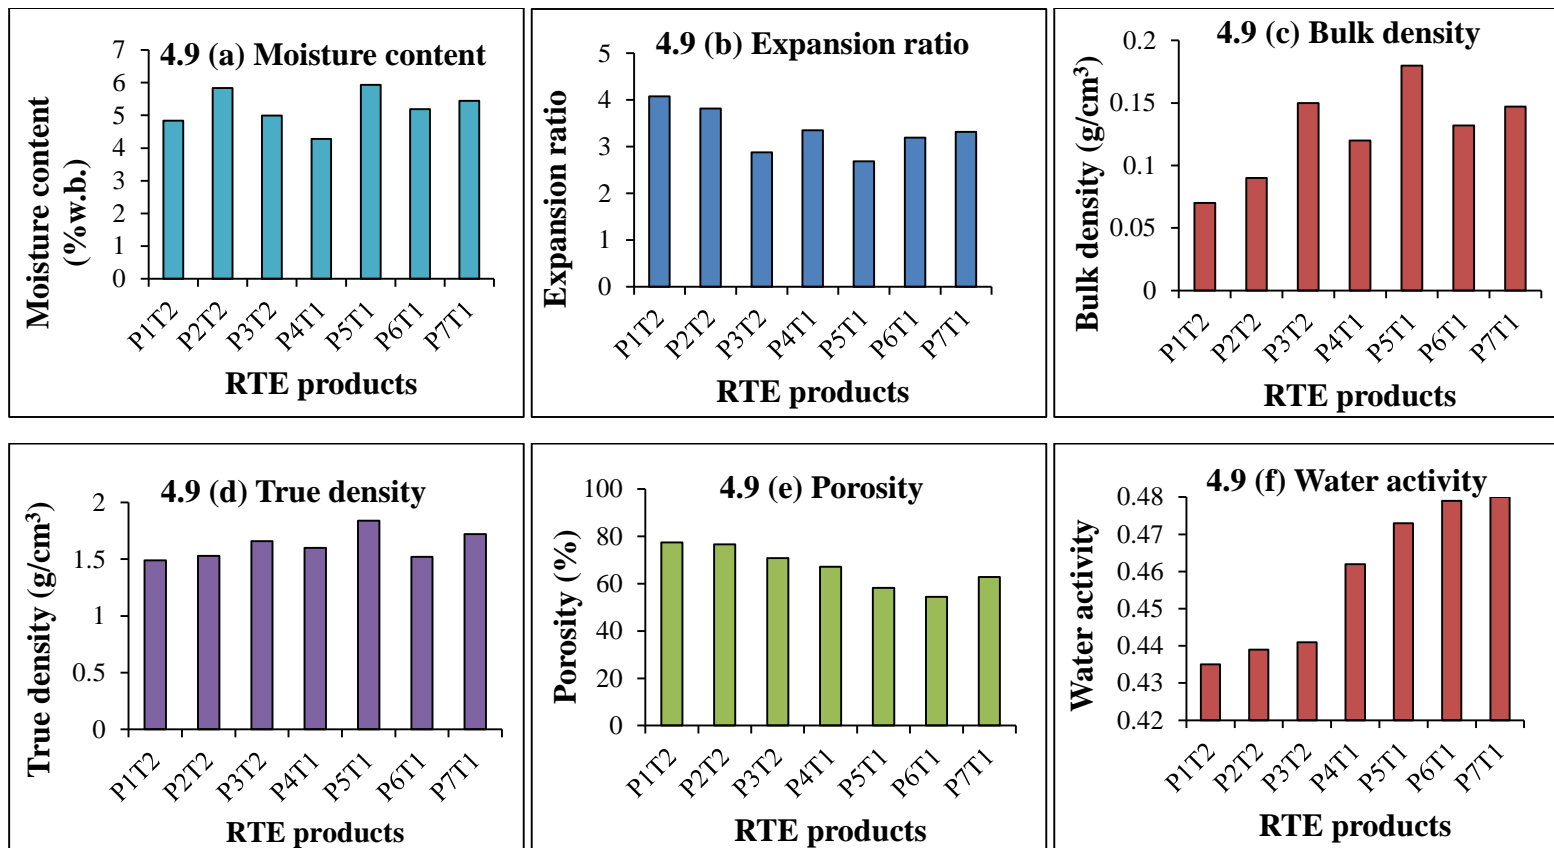 4.9 (a) Moisture content
7
6
5
4
3
2
1
0
Moisture content
(%w.b.)
P1T2
P2T2
P3T2
P4T1
P5T1
P6T1
P7T1
RTE products
4.9 (b) Expansion ratio
5
4
3
2
1
0
Expansion ratio
P1T2
P2T2
P3T2
P4T1
P5T1
P6T1
P7T1
RTE products
4.9 (c) Bulk density
0.2
0.15
0.1
0.05
0
Bulk density (g/cm³)
P1T2
P2T2
P3T2
P4T1
P5T1
P6T1
P7T1
RTE products
4.9 (d) True density
2
1.5
1
0.5
0
True density (g/cm³)
P1T2
P2T2
P3T2
P4T1
P5T1
P6T1
P7T1
RTE products
4.9 (e) Porosity
100
80
60
40
20
0
Porosity (%)
P1T2
P2T2
P3T2
P4T1
P5T1
P6T1
P7T1
RTE products
4.9 (f) Water activity
0.48
0.47
0.46
0.45
0.44
0.43
0.42
Water activity
P1T2
P2T2
P3T2
P4T1
P5T1
P6T1
P7T1
RTE products